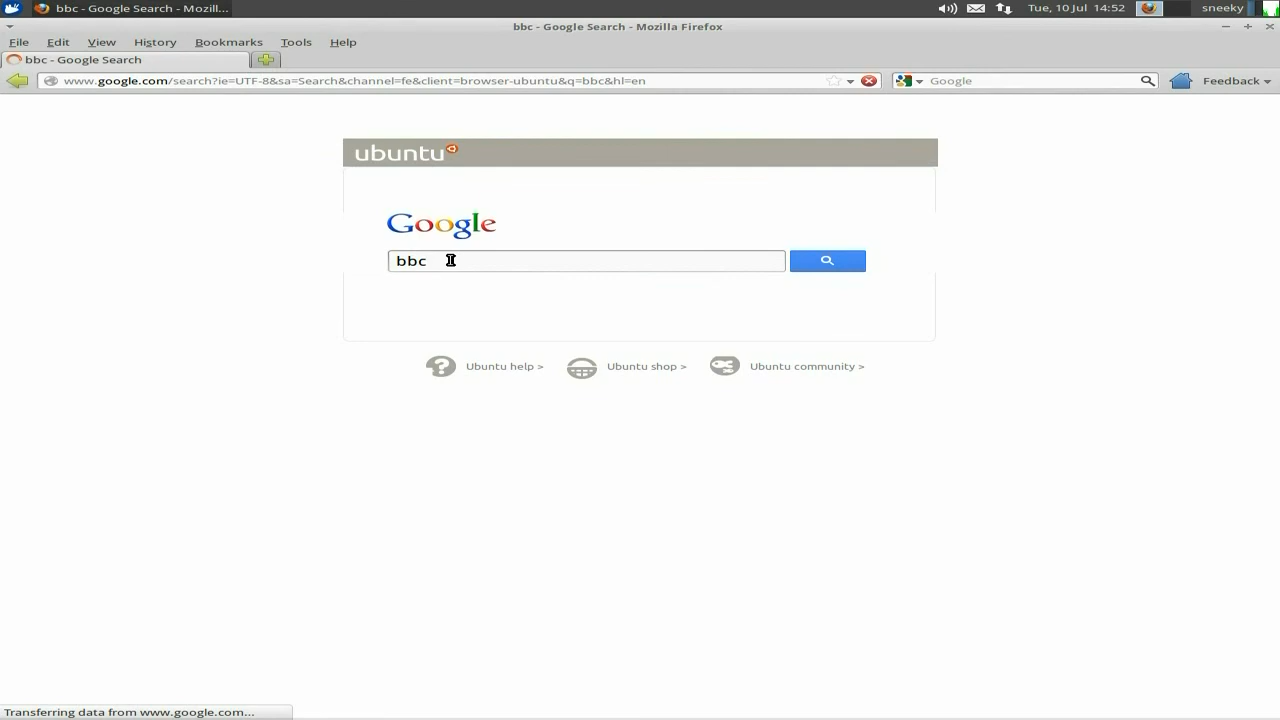 bbc - Google Search - Mozill...
Tue, 10 Jul 14:52
sneeky
bbc - Google Search - Mozilla Firefox
File Edit View History Bookmarks Tools Help
bbc - Google Search
www.google.com/search?ie=UTF-8&sa=Search&channel=fe&client=browser-ubuntu&q=bbc&hl=en
Google
Feedback
ubuntu
Google
bbc
Ubuntu help > Ubuntu shop > Ubuntu community >
Transferring data from www.google.com...